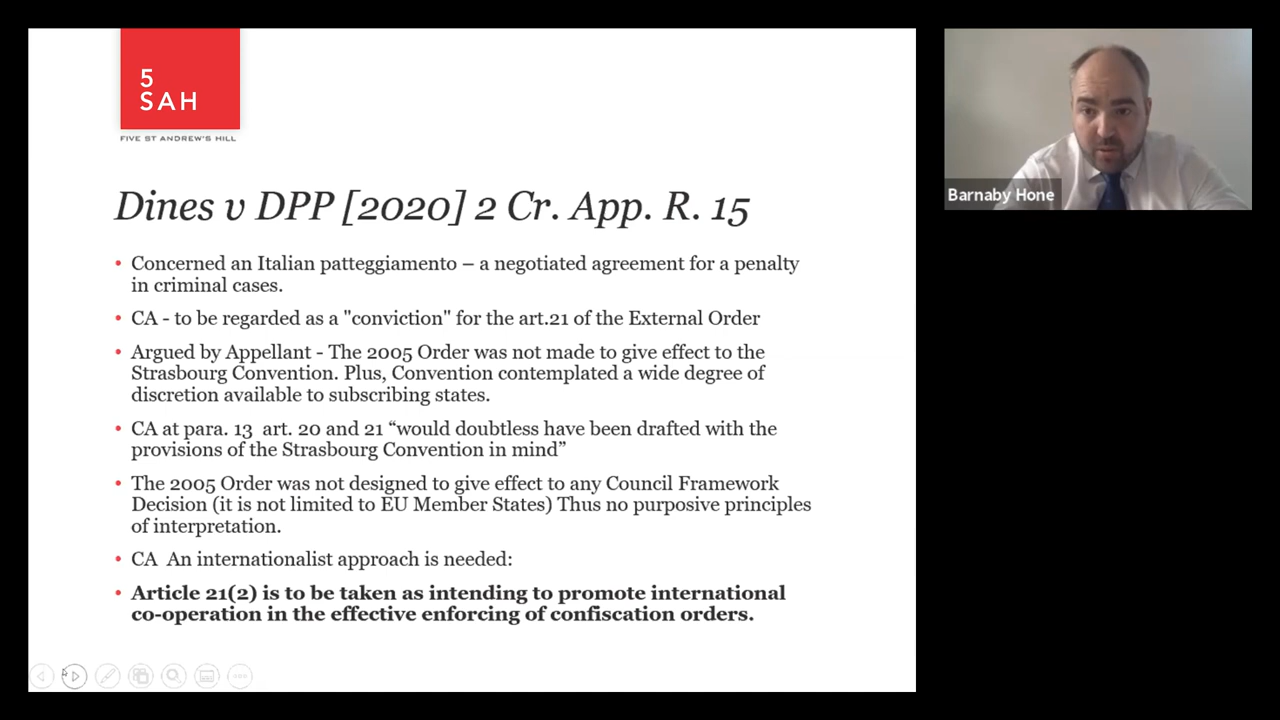 5
SAH
FIVE ST ANDREW'S HILL
Dines v DPP [2020] 2 Cr. App. R. 15
• Concerned an Italian patteggiamento – a negotiated agreement for a penalty
in criminal cases.
• CA - to be regarded as a "conviction" for the art.21 of the External Order
• Argued by Appellant - The 2005 Order was not made to give effect to the
Strasbourg Convention. Plus, Convention contemplated a wide degree of
discretion available to subscribing states.
• CA at para. 13  art. 20 and 21 “would doubtless have been drafted with the
provisions of the Strasbourg Convention in mind”
• The 2005 Order was not designed to give effect to any Council Framework
Decision (it is not limited to EU Member States) Thus no purposive principles
of interpretation.
• CA  An internationalist approach is needed:
• Article 21(2) is to be taken as intending to promote international
co-operation in the effective enforcing of confiscation orders.
Barnaby Hone